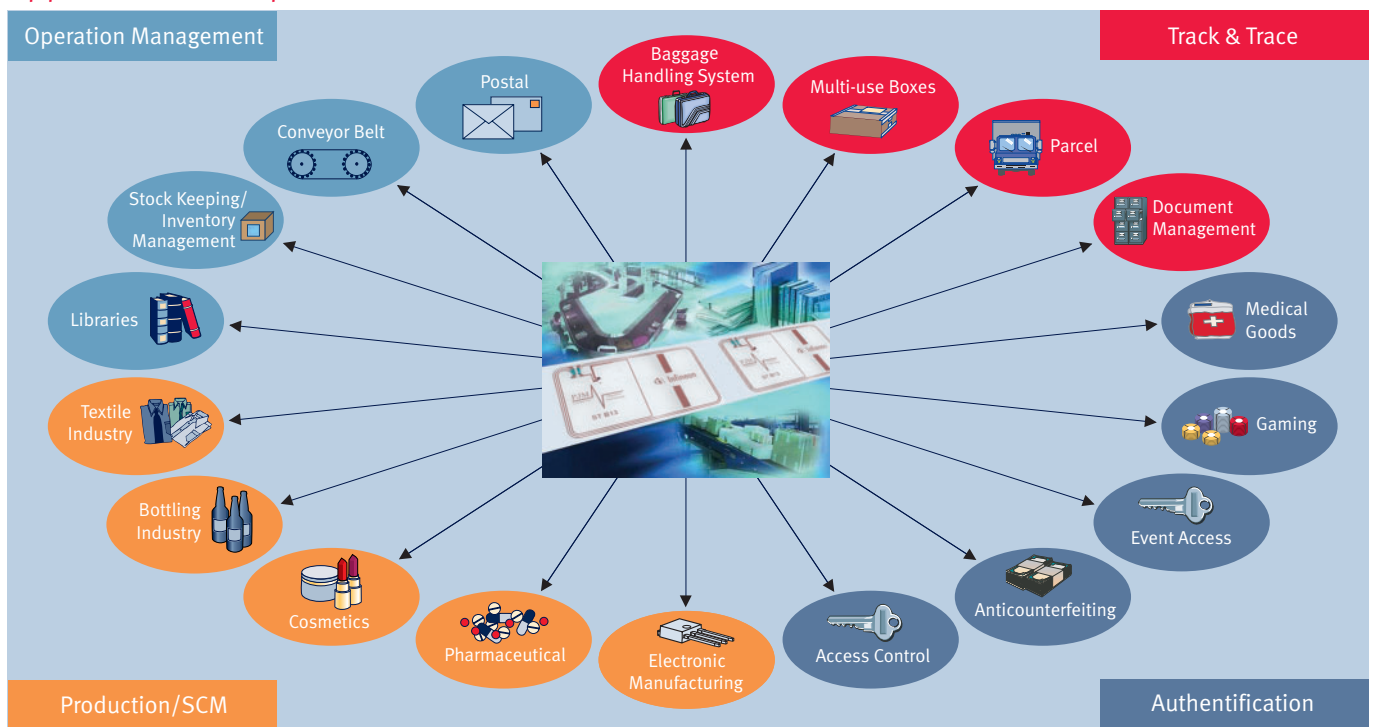 Operation Management
Track & Trace
Postal
Baggage
Handling System
Multi-use Boxes
Conveyor Belt
Parcel
Stock Keeping/
Inventory
Management
Document
Management
Libraries
Medical
Goods
Infineon
PJM
Textile
Industry
Gaming
Bottling
Industry
Event Access
Cosmetics
Anticounterfeiting
Pharmaceutical
Electronic
Manufacturing
Access Control
Production/SCM
Authentification